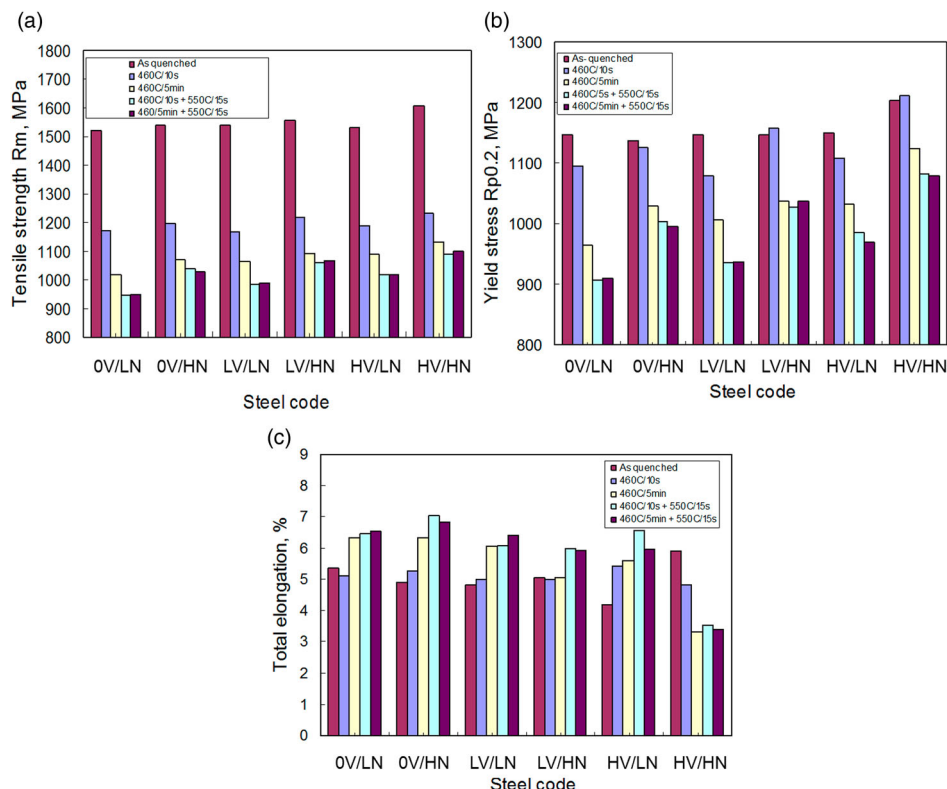 (a)
Tensile strength Rm, MPa
1800
1700
1600
1500
1400
1300
1200
1100
1000
900
800
As quenched
460C/10s
460C/5min
460C/10s + 550C/15s
460/5min + 550C/15s
0V/LN 0V/HN LV/LN LV/HN HV/LN HV/HN
Steel code
(b)
Yield stress Rp0.2, MPa
1300
1200
1100
1000
900
800
As- quenched
460C/10s
460C/5min
460C/5s + 550C/15s
460C/5min + 550C/15s
0V/LN 0V/HN LV/LN LV/HN HV/LN HV/HN
Steel code
(c)
Total elongation, %
9
8
7
6
5
4
3
2
1
0
As quenched
460C/10s
460C/5min
460C/10s + 550C/15s
460C/5min + 550C/15s
0V/LN 0V/HN LV/LN LV/HN HV/LN HV/HN
Steel code